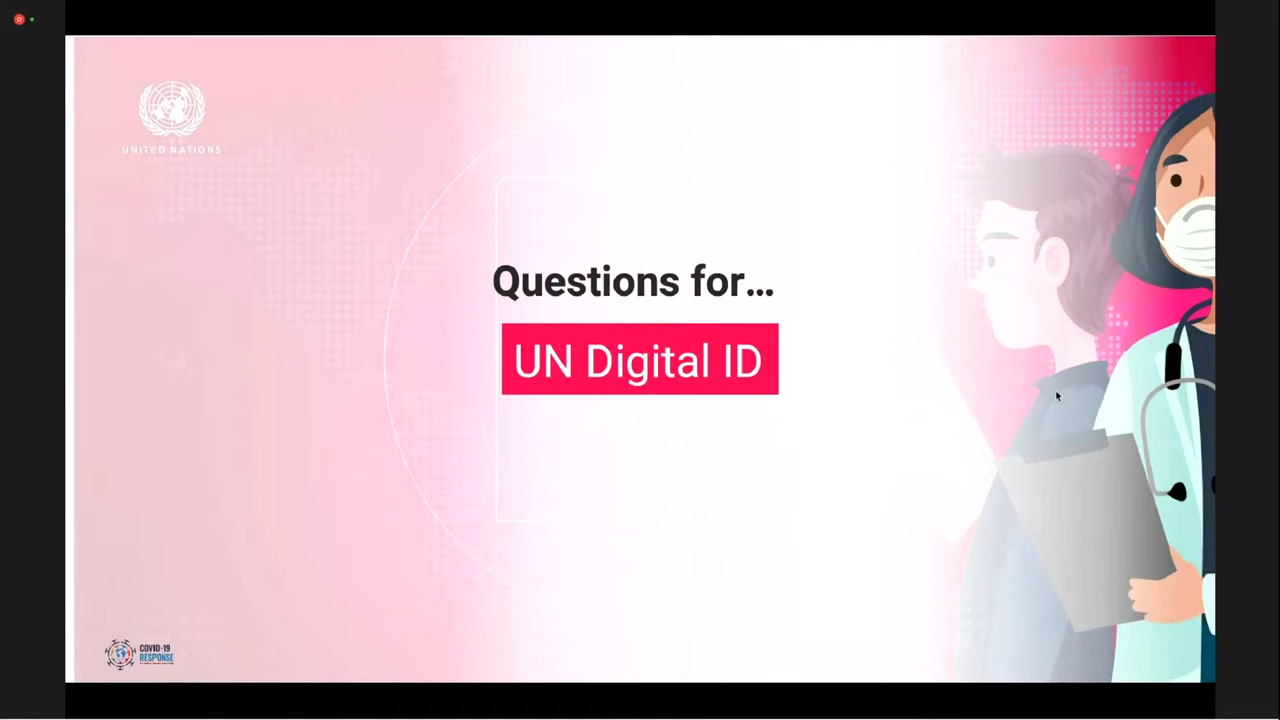 UNITED NATIONS
Questions for...
UN Digital ID
COVID-19
RESPONSE